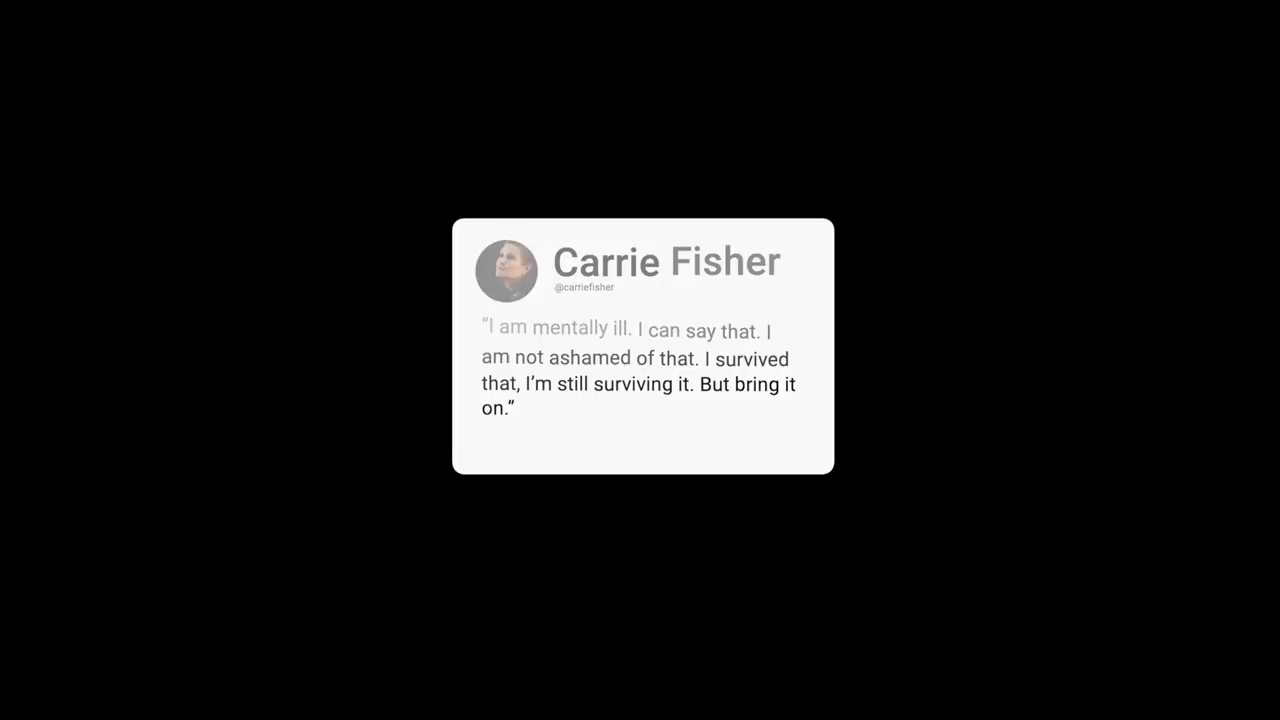 Carrie Fisher
@carriefisher
“I am mentally ill. I can say that. I
am not ashamed of that. I survived
that, I’m still surviving it. But bring it
on.”